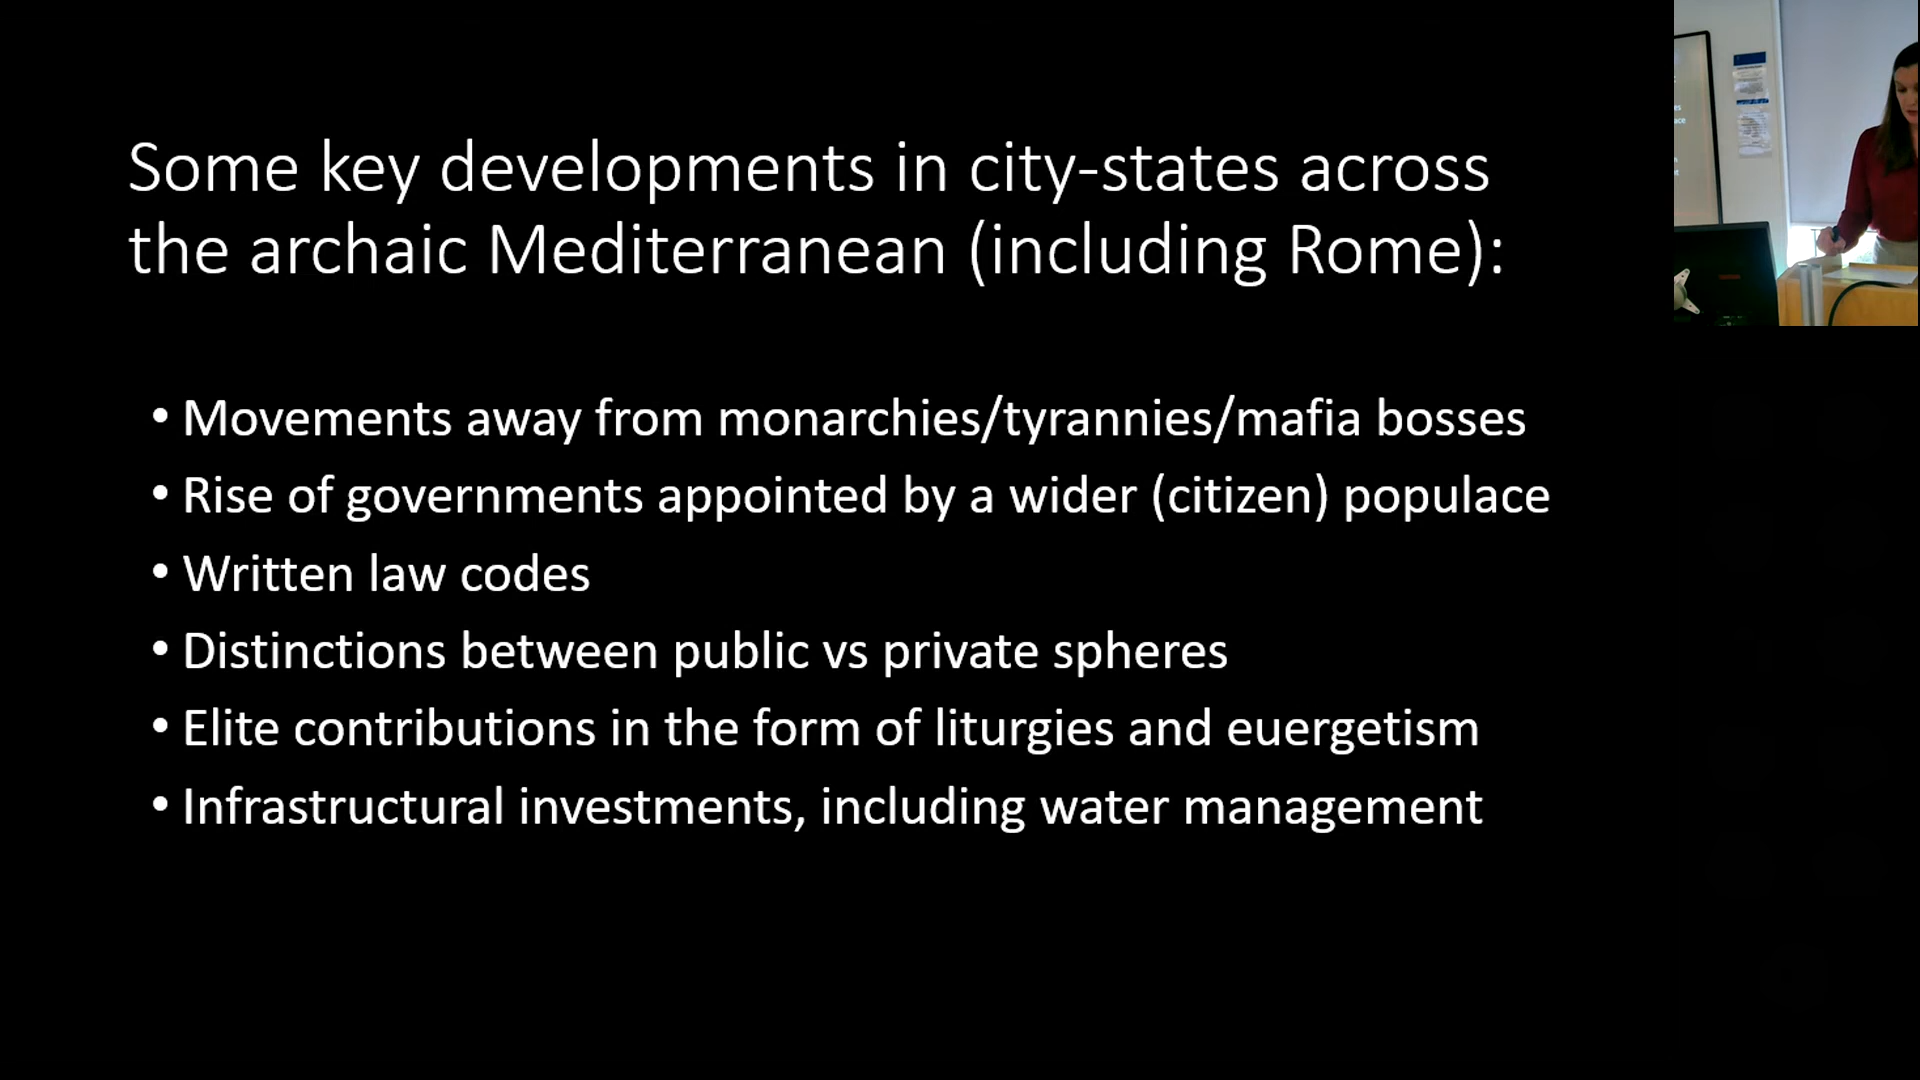 Some key developments in city-states across
the archaic Mediterranean (including Rome):
• Movements away from monarchies/tyrannies/mafia bosses
• Rise of governments appointed by a wider (citizen) populace
• Written law codes
• Distinctions between public vs private spheres
• Elite contributions in the form of liturgies and euergetism
• Infrastructural investments, including water management